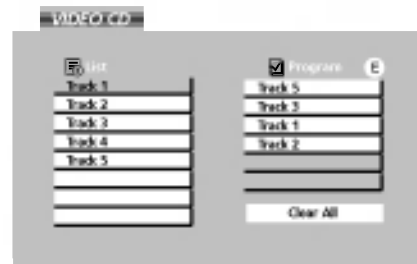 VIDEO CD
List
Track 1
Track 2
Track 3
Track 4
Track 5
Program E
Track 5
Track 3
Track 1
Track 2
Clear All